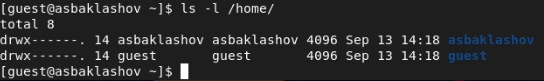 [guest@asbaklashov ~]$ ls -l /home/
total 8
drwx------. 14 asbaklashov asbaklashov 4096 Sep 13 14:18 asbaklashov
drwx------. 14 guest       guest       4096 Sep 13 14:18 guest
[guest@asbaklashov ~]$